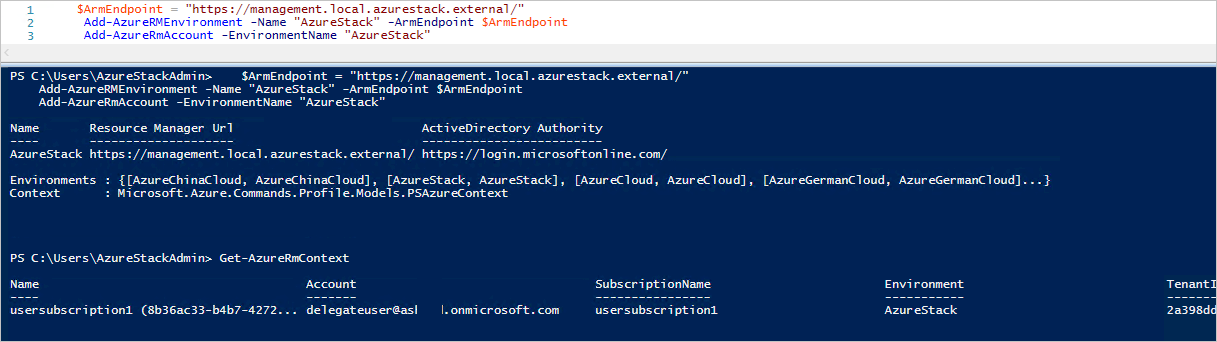 1 $ArmEndpoint = "https://management.local.azurestack.external/"
2 Add-AzureRMEnvironment -Name "AzureStack" -ArmEndpoint $ArmEndpoint
3 Add-AzureRmAccount -EnvironmentName "AzureStack"
PS C:\Users\AzureStackAdmin> $ArmEndpoint = "https://management.local.azurestack.external/"
Add-AzureRMEnvironment -Name "AzureStack" -ArmEndpoint $ArmEndpoint
Add-AzureRmAccount -EnvironmentName "AzureStack"
Name Resource Manager Url ActiveDirectory Authority
---- -------------------- -------------------------
AzureStack https://management.local.azurestack.external/ https://login.microsoftonline.com/
Environments : {[AzureChinaCloud, AzureChinaCloud], [AzureStack, AzureStack], [AzureCloud, AzureCloud], [AzureGermanCloud, AzureGermanCloud]...}
Context : Microsoft.Azure.Commands.Profile.Models.PSAzureContext
PS C:\Users\AzureStackAdmin> Get-AzureRmContext
Name Account SubscriptionName Environment TenantI
---- ------- ---------------- ----------- -------
usersubscription1 (8b36ac33-b4b7-4272... delegateuser@asl .onmicrosoft.com usersubscription1 AzureStack 2a398dd